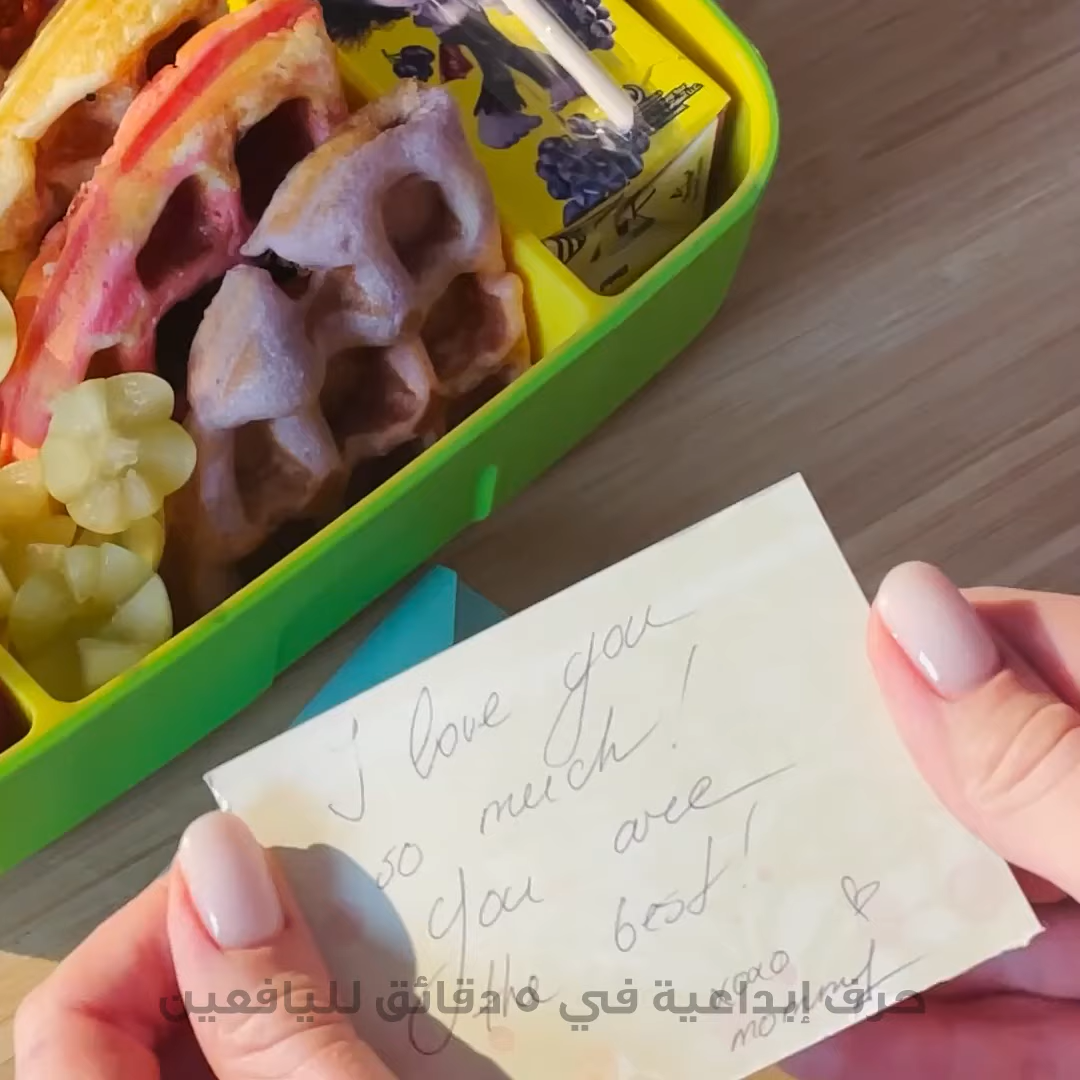 I love you
so much!
You are
the best!
xoxo
mommy
حرف إبداعية في ٥ دقائق لليافعين